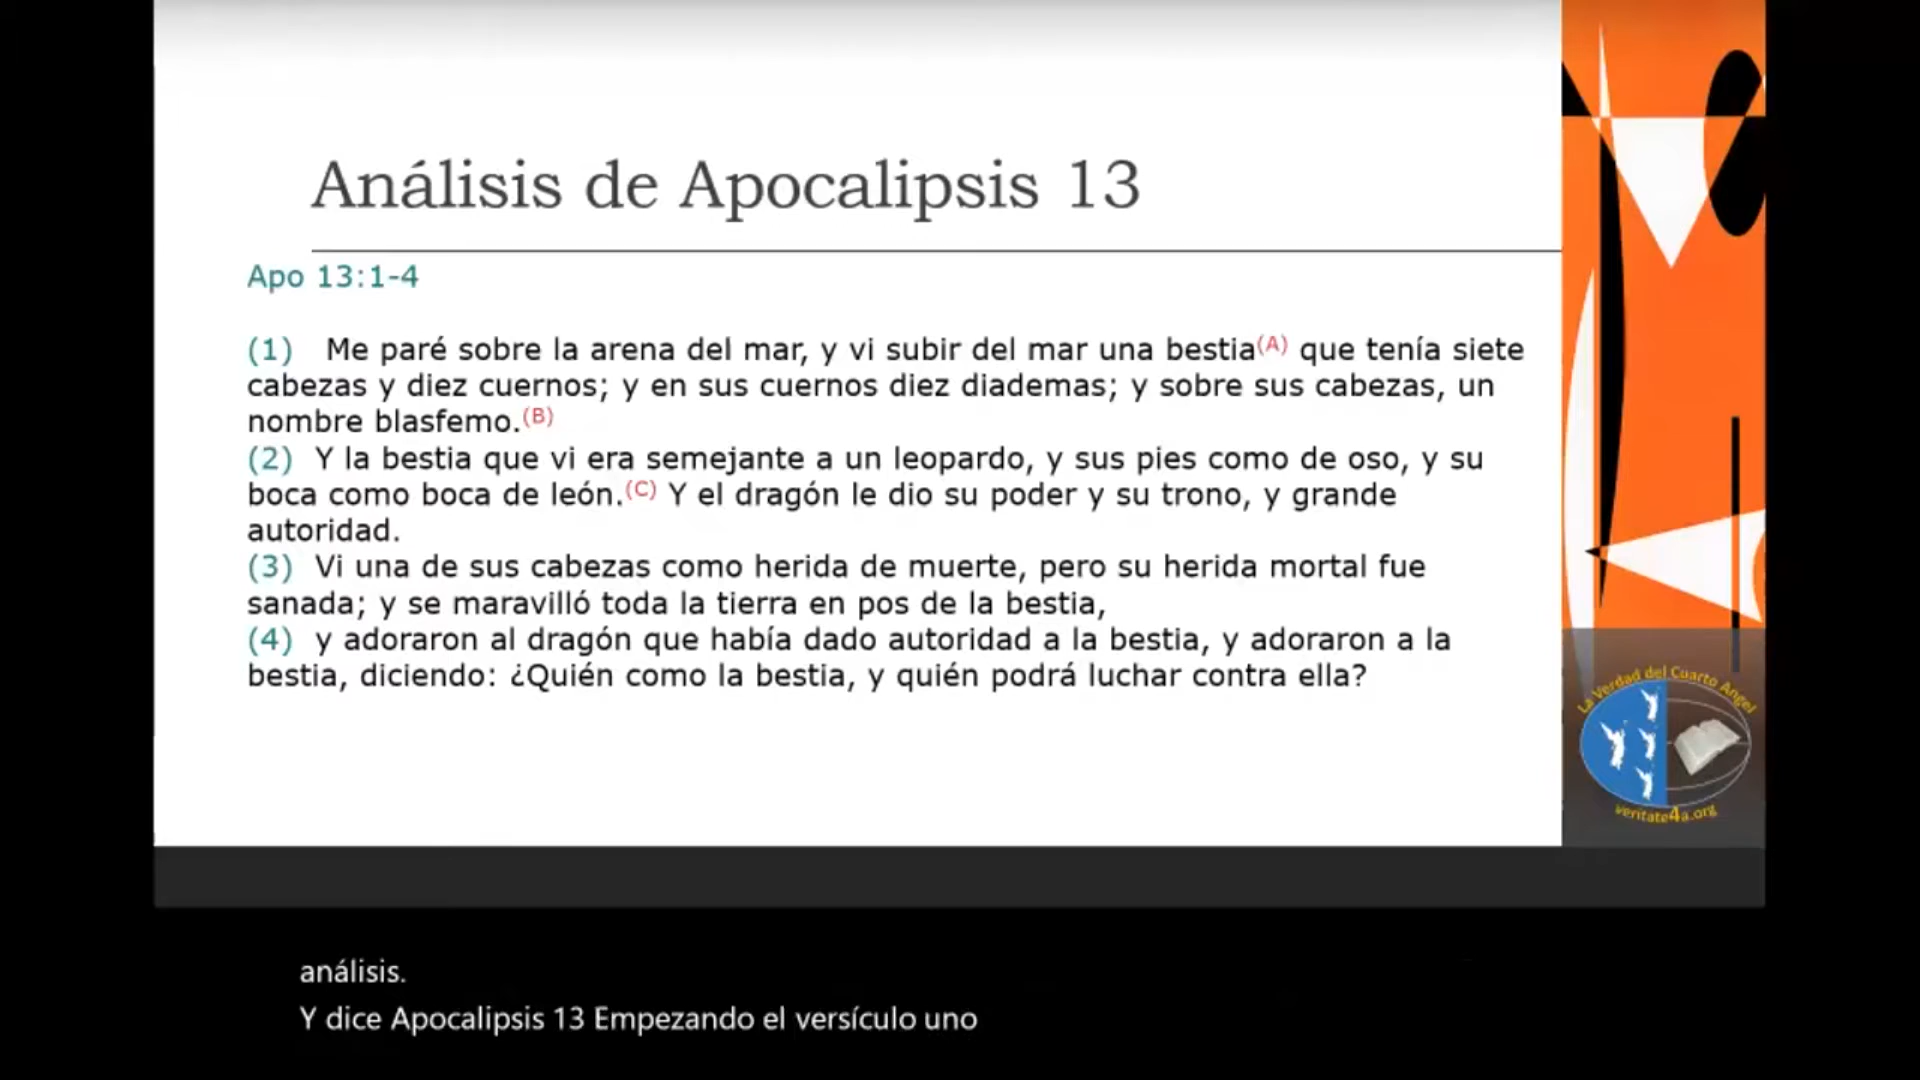 Análisis de Apocalipsis 13
Apo 13:1-4
(1) Me paré sobre la arena del mar, y vi subir del mar una bestia(A) que tenía siete
cabezas y diez cuernos; y en sus cuernos diez diademas; y sobre sus cabezas, un
nombre blasfemo.(B)
(2) Y la bestia que vi era semejante a un leopardo, y sus pies como de oso, y su
boca como boca de león.(C) Y el dragón le dio su poder y su trono, y grande
autoridad.
(3) Vi una de sus cabezas como herida de muerte, pero su herida mortal fue
sanada; y se maravilló toda la tierra en pos de la bestia,
(4) y adoraron al dragón que había dado autoridad a la bestia, y adoraron a la
bestia, diciendo: ¿Quién como la bestia, y quién podrá luchar contra ella?
La Verdad del Cuarto Angel
veritate4a.org
análisis.
Y dice Apocalipsis 13 Empezando el versículo uno